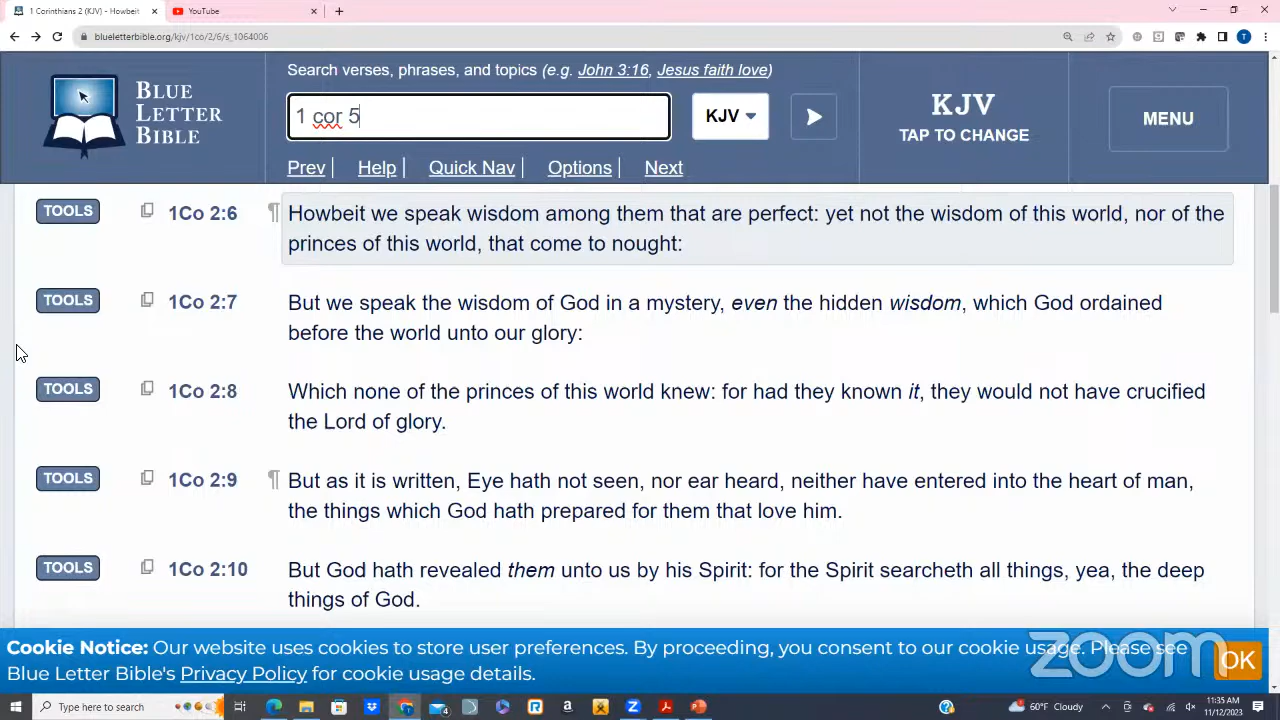 1 Corinthians 2 (KJV) - Howbeit
YouTube
blueletterbible.org/kjv/1co/2/6/s_1064006
T
BLUE
LETTER
BIBLE
Search verses, phrases, and topics (e.g. John 3:16, Jesus faith love)
1 cor 5
KJV
Prev | Help | Quick Nav | Options | Next
KJV
TAP TO CHANGE
MENU
TOOLS 1Co 2:6 ¶ Howbeit we speak wisdom among them that are perfect: yet not the wisdom of this world, nor of the
princes of this world, that come to nought:
TOOLS 1Co 2:7 But we speak the wisdom of God in a mystery, even the hidden wisdom, which God ordained
before the world unto our glory:
TOOLS 1Co 2:8 Which none of the princes of this world knew: for had they known it, they would not have crucified
the Lord of glory.
TOOLS 1Co 2:9 ¶ But as it is written, Eye hath not seen, nor ear heard, neither have entered into the heart of man,
the things which God hath prepared for them that love him.
TOOLS 1Co 2:10 But God hath revealed them unto us by his Spirit: for the Spirit searcheth all things, yea, the deep
things of God.
Cookie Notice: Our website uses cookies to store user preferences. By proceeding, you consent to our cookie usage. Please see
Blue Letter Bible's Privacy Policy for cookie usage details.
OK
zoom
Type here to search
60°F Cloudy
11:35 AM
11/12/2023